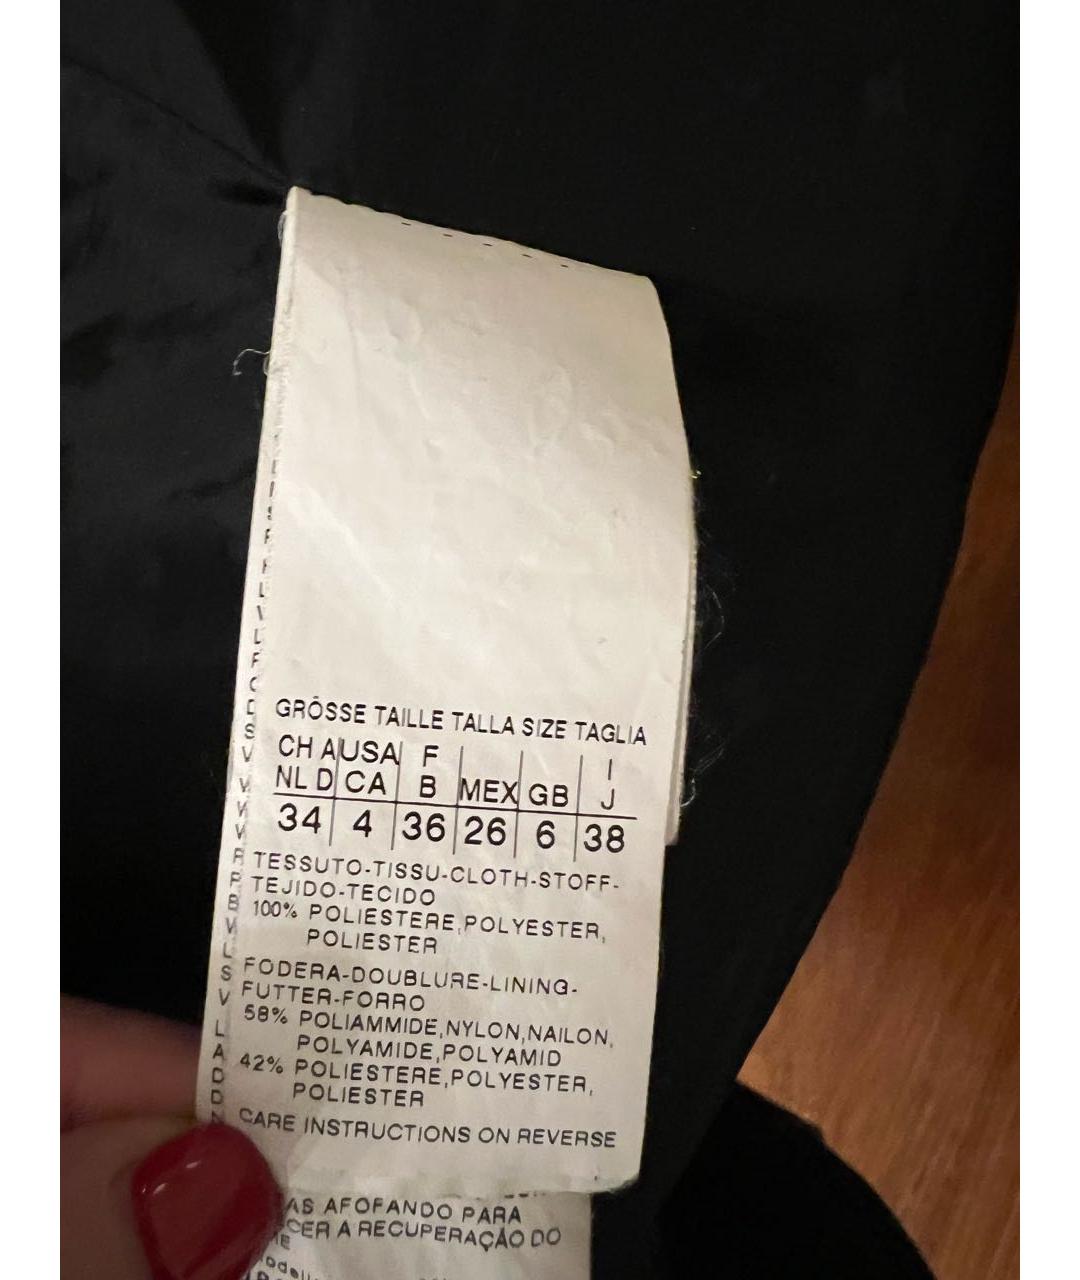 GRÖSSE TAILLE TALLA SIZE TAGLIA
CH A USA F I
NL D CA B MEX GB J
34 4 36 26 6 38
TESSUTO-TISSU-CLOTH-STOFF-
TEJIDO-TECIDO
100% POLIESTERE,POLYESTER,
POLIESTER
FODERA-DOUBLURE-LINING-
FUTTER-FORRO
58% POLIAMMIDE,NYLON,NAILON,
POLYAMIDE,POLYAMID
42% POLIESTERE,POLYESTER,
POLIESTER
CARE INSTRUCTIONS ON REVERSE
AS AFOFANDO PARA
CER A RECUPERAÇÃO DO